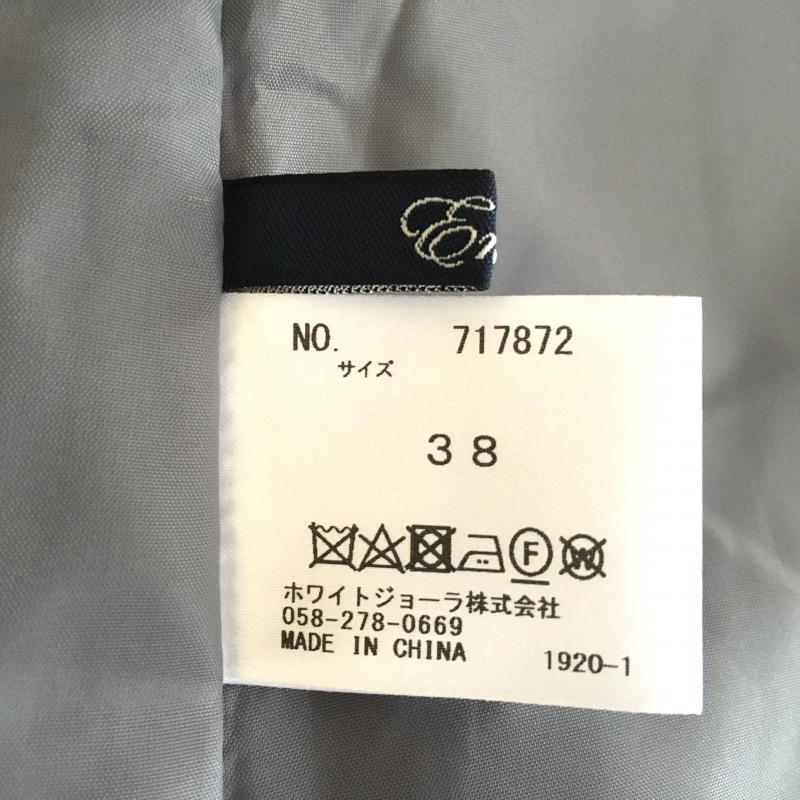 NO. 717872
サイズ
38
F W
ホワイトジョーラ株式会社
058-278-0669
MADE IN CHINA 1920-1